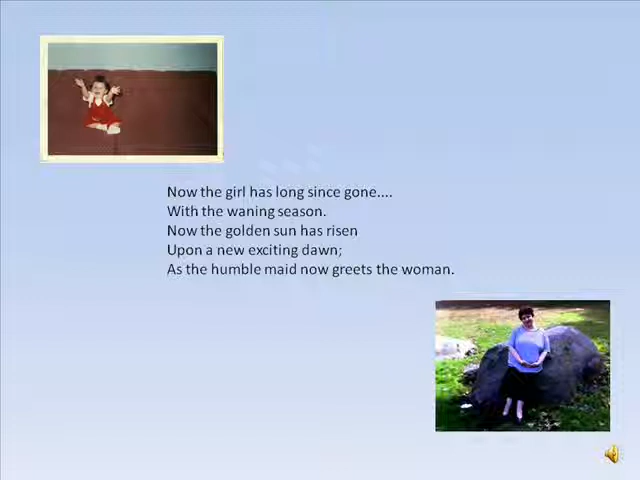 Now the girl has long since gone....
With the waning season.
Now the golden sun has risen
Upon a new exciting dawn;
As the humble maid now greets the woman.